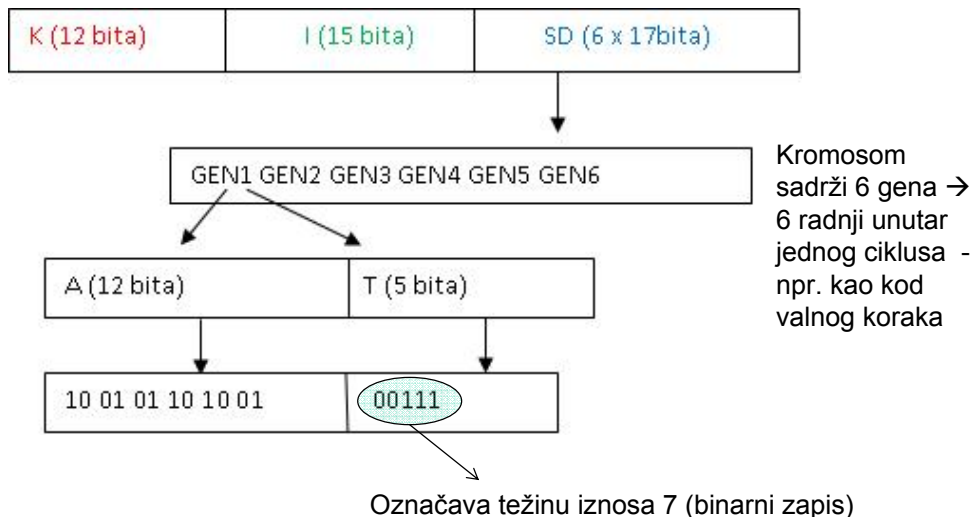 K (12 bita) I (15 bita) SD (6 x 17bita)
GEN1 GEN2 GEN3 GEN4 GEN5 GEN6
Kromosom
sadrži 6 gena →
6 radnji unutar
jednog ciklusa -
npr. kao kod
valnog koraka
A (12 bita) T (5 bita)
10 01 01 10 10 01 00111
Označava težinu iznosa 7 (binarni zapis)